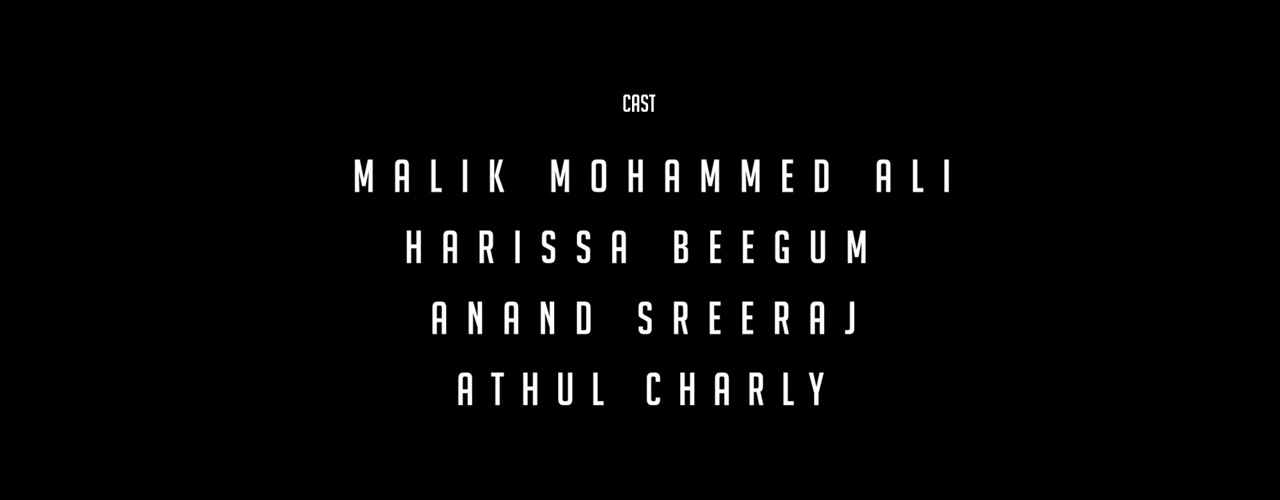 CAST
MALIK MOHAMMED ALI
HARISSA BEEGUM
ANAND SREERAJ
ATHUL CHARLY